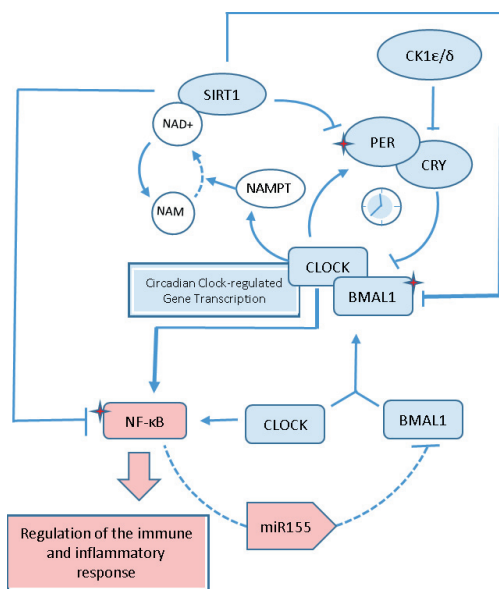 CK1ε/δ
SIRT1
NAD+
PER
CRY
NAMPT
NAM
CLOCK
Circadian Clock-regulated
Gene Transcription
BMAL1
NF-κB
CLOCK
BMAL1
miR155
Regulation of the immune
and inflammatory
response